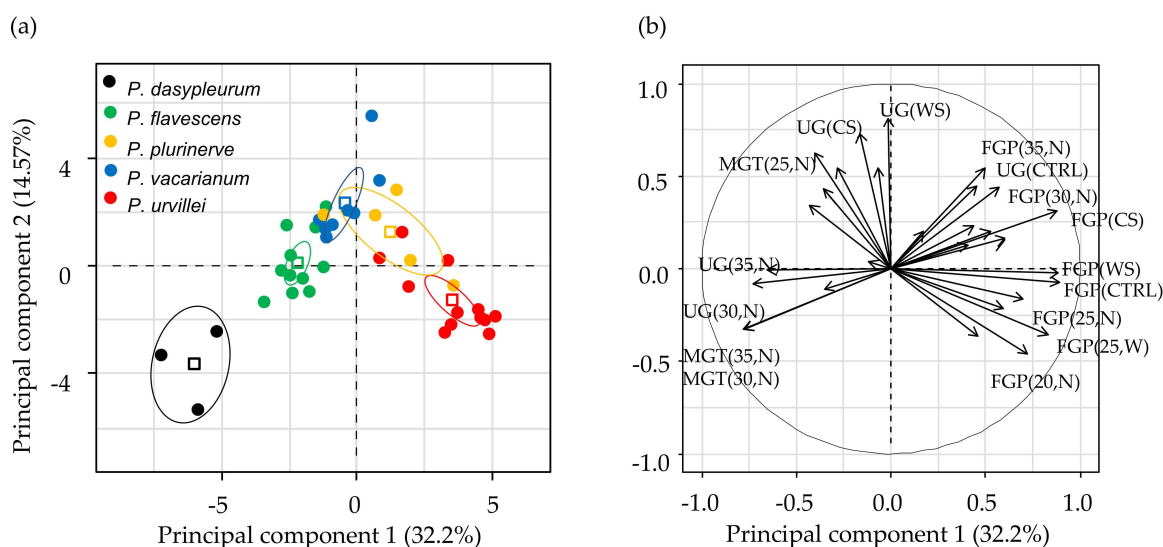 (a)
P. dasypleurum
P. flavescens
P. plurinerve
P. vacarianum
P. urvillei
4
0
-4
-5
0
5
Principal component 2 (14.57%)
Principal component 1 (32.2%)
(b)
1.0
0.5
0.0
-0.5
-1.0
UG(WS)
UG(CS)
MGT(25,N)
FGP(35,N)
UG(CTRL)
FGP(30,N)
FGP(CS)
UG(35,N)
FGP(WS)
FGP(CTRL)
UG(30,N)
FGP(25,N)
FGP(25,W)
MGT(35,N)
MGT(30,N)
FGP(20,N)
-1.0
-0.5
0.0
0.5
1.0
Principal component 1 (32.2%)